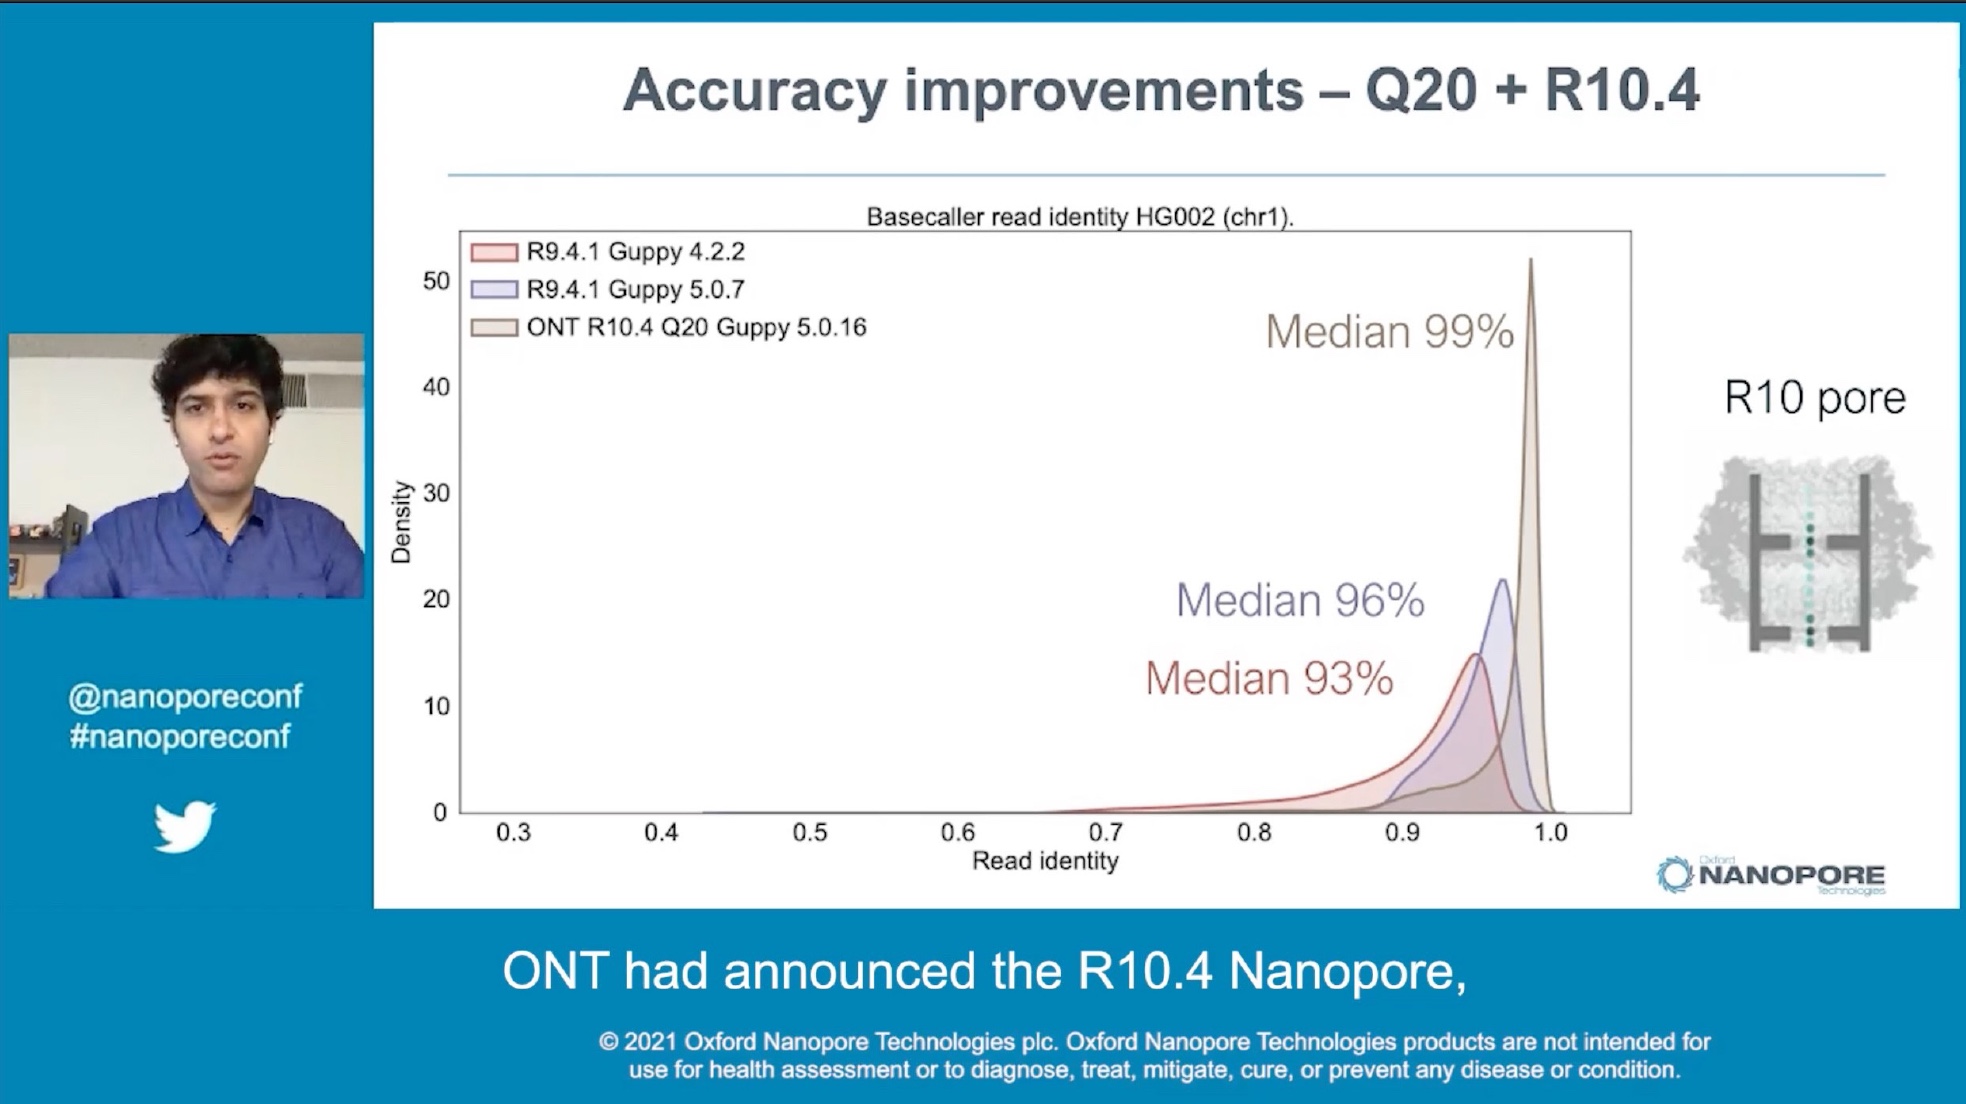 Accuracy improvements – Q20 + R10.4
Basecaller read identity HG002 (chr1).
R9.4.1 Guppy 4.2.2
R9.4.1 Guppy 5.0.7
ONT R10.4 Q20 Guppy 5.0.16
Median 99%
Median 96%
Median 93%
Density
50
40
30
20
10
0
0.3 0.4 0.5 0.6 0.7 0.8 0.9 1.0
Read identity
R10 pore
Oxford
NANOPORE
Technologies
@nanoporeconf
#nanoporeconf
ONT had announced the R10.4 Nanopore,
© 2021 Oxford Nanopore Technologies plc. Oxford Nanopore Technologies products are not intended for
use for health assessment or to diagnose, treat, mitigate, cure, or prevent any disease or condition.